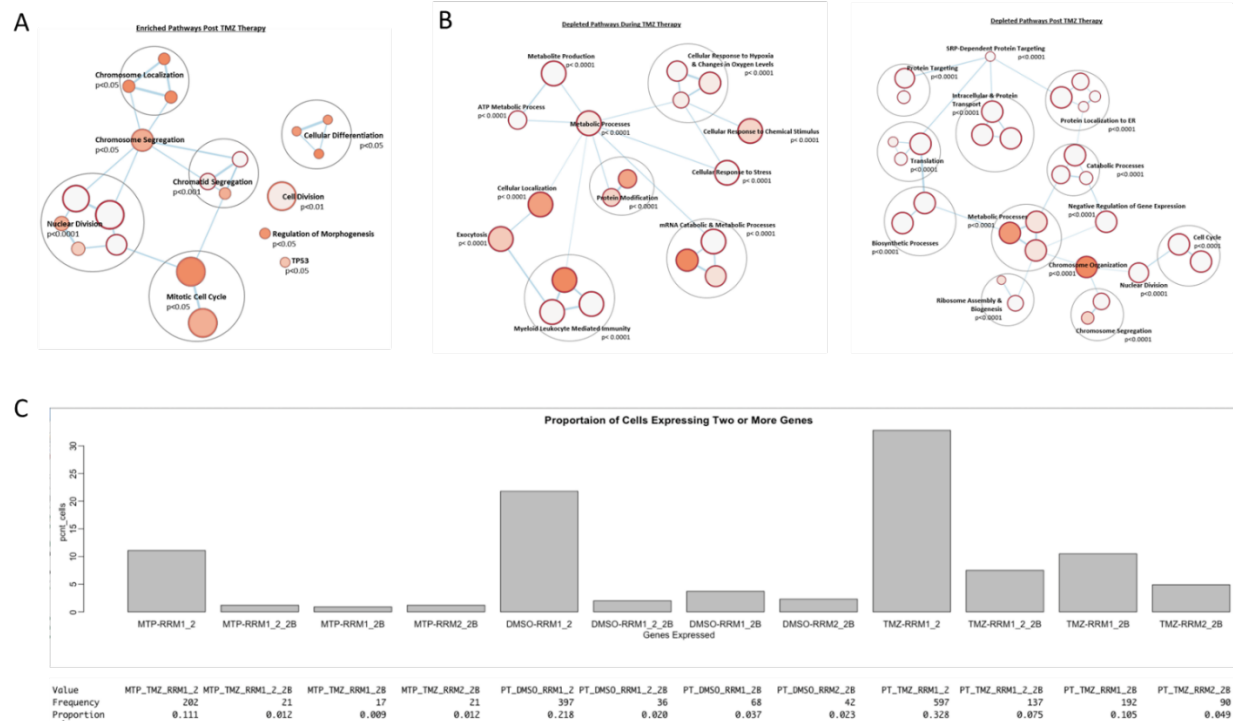 A
Enriched Pathways Post TMZ Therapy
Chromosome Localization
p<0.05
Cellular Differentiation
p<0.05
Chromosome Segregation
p<0.05
Chromatid Segregation
p<0.001
Cell Division
p<0.01
Nuclear Division
p<0.0001
Regulation of Morphogenesis
p<0.05
TP53
p<0.05
Mitotic Cell Cycle
p<0.05
B
Depleted Pathways During TMZ Therapy
Metabolite Production
p< 0.0001
Cellular Response to Hypoxia
& Changes in Oxygen Levels
p< 0.0001
ATP Metabolic Process
p< 0.0001
Metabolic Processes
p< 0.0001
Cellular Response to Chemical Stimulus
p< 0.0001
Cellular Response to Stress
p< 0.0001
Cellular Localization
p< 0.0001
Protein Modification
p< 0.0001
Exocytosis
p< 0.0001
mRNA Catabolic & Metabolic Processes
p< 0.0001
Myeloid Leukocyte Mediated Immunity
p< 0.0001
Depleted Pathways Post TMZ Therapy
SRP-Dependent Protein Targeting
p<0.0001
Protein Targeting
p<0.0001
Intracellular & Protein
Transport
p<0.0001
Protein Localization to ER
p<0.0001
Translation
p<0.0001
Catabolic Processes
p<0.0001
Negative Regulation of Gene Expression
p<0.0001
Metabolic Processes
p<0.0001
Biosynthetic Processes
p<0.0001
Cell Cycle
p<0.0001
Chromosome Organization
p<0.0001
Nuclear Division
p<0.0001
Ribosome Assembly &
Biogenesis
p<0.0001
Chromosome Segregation
p<0.0001
C
Proportaion of Cells Expressing Two or More Genes
pcnt_cells
30
25
20
15
10
5
0
MTP-RRM1_2 MTP-RRM1_2_2B MTP-RRM1_2B MTP-RRM2_2B DMSO-RRM1_2 DMSO-RRM1_2_2B DMSO-RRM1_2B DMSO-RRM2_2B TMZ-RRM1_2 TMZ-RRM1_2_2B TMZ-RRM1_2B TMZ-RRM2_2B
Genes Expressed
Value MTP_TMZ_RRM1_2 MTP_TMZ_RRM1_2_2B MTP_TMZ_RRM1_2B MTP_TMZ_RRM2_2B PT_DMSO_RRM1_2 PT_DMSO_RRM1_2_2B PT_DMSO_RRM1_2B PT_DMSO_RRM2_2B PT_TMZ_RRM1_2 PT_TMZ_RRM1_2_2B PT_TMZ_RRM1_2B PT_TMZ_RRM2_2B
Frequency 202 21 17 21 397 36 68 42 597 137 192 90
Proportion 0.111 0.012 0.009 0.012 0.218 0.020 0.037 0.023 0.328 0.075 0.105 0.049